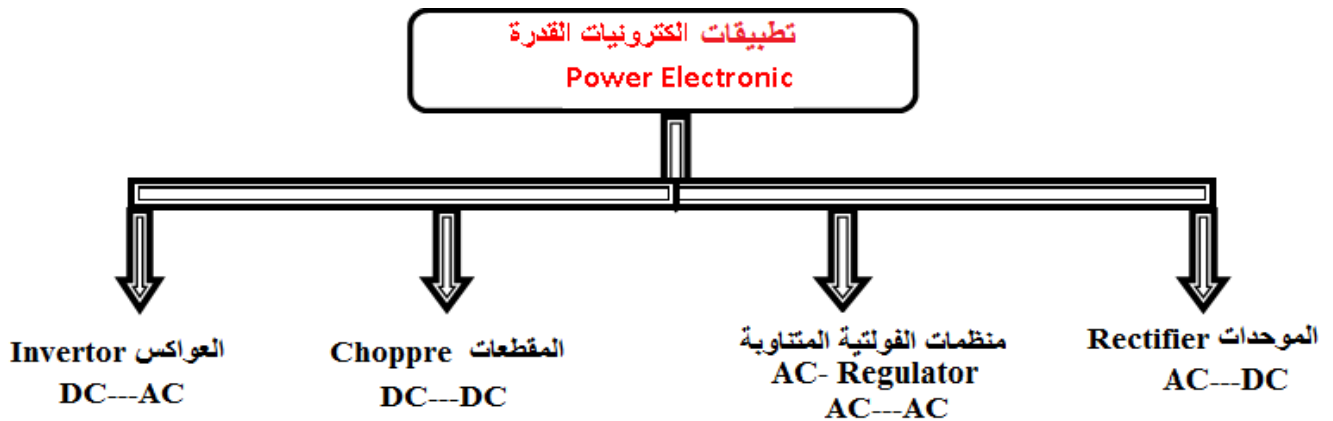 تطبيقات الكترونيات القدرة
Power Electronic
الموحدات Rectifier
AC---DC
منظمات الفولتية المتناوبة
AC- Regulator
AC---AC
المقطعات Choppre
DC---DC
العواكس Invertor
DC---AC